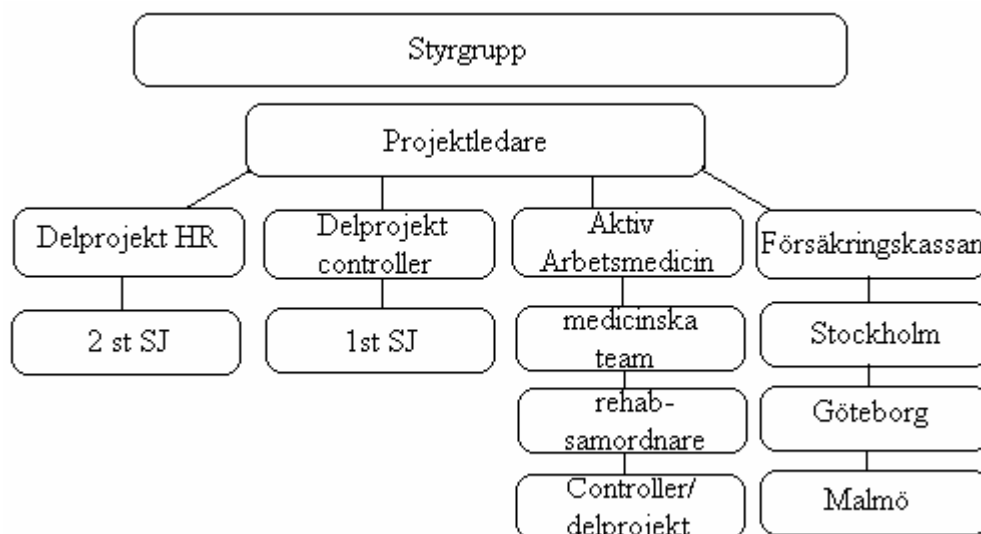 Styrgrupp
Projektledare
Delprojekt HR
Delprojekt
controller
Aktiv
Arbetsmedicin
Försäkringskassan
2 st SJ
1st SJ
medicinska
team
Stockholm
rehab-
samordnare
Göteborg
Controller/
delprojekt
Malmö